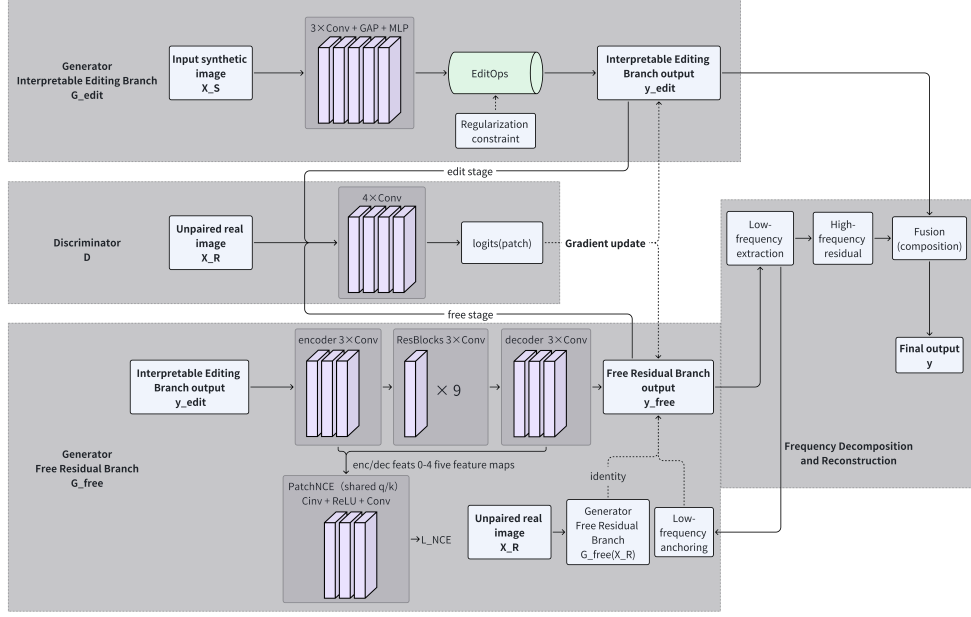 3×Conv + GAP + MLP
Generator
Interpretable Editing Branch
G_edit
Input synthetic
image
X_S
EditOps
Regularization
constraint
Interpretable Editing
Branch output
y_edit
edit stage
Discriminator
D
Unpaired real
image
X_R
4×Conv
logits(patch)
Gradient update
free stage
Low-
frequency
extraction
High-
frequency
residual
Fusion
(composition)
Final output
y
Frequency Decomposition
and Reconstruction
Generator
Free Residual Branch
G_free
Interpretable Editing
Branch output
y_edit
encoder 3×Conv
ResBlocks 3×Conv
× 9
decoder 3×Conv
Free Residual Branch
output
y_free
enc/dec feats 0-4 five feature maps
PatchNCE（shared q/k）
Cinv + ReLU + Conv
L_NCE
Unpaired real
image
X_R
identity
Generator
Free Residual
Branch
G_free(X_R)
Low-
frequency
anchoring